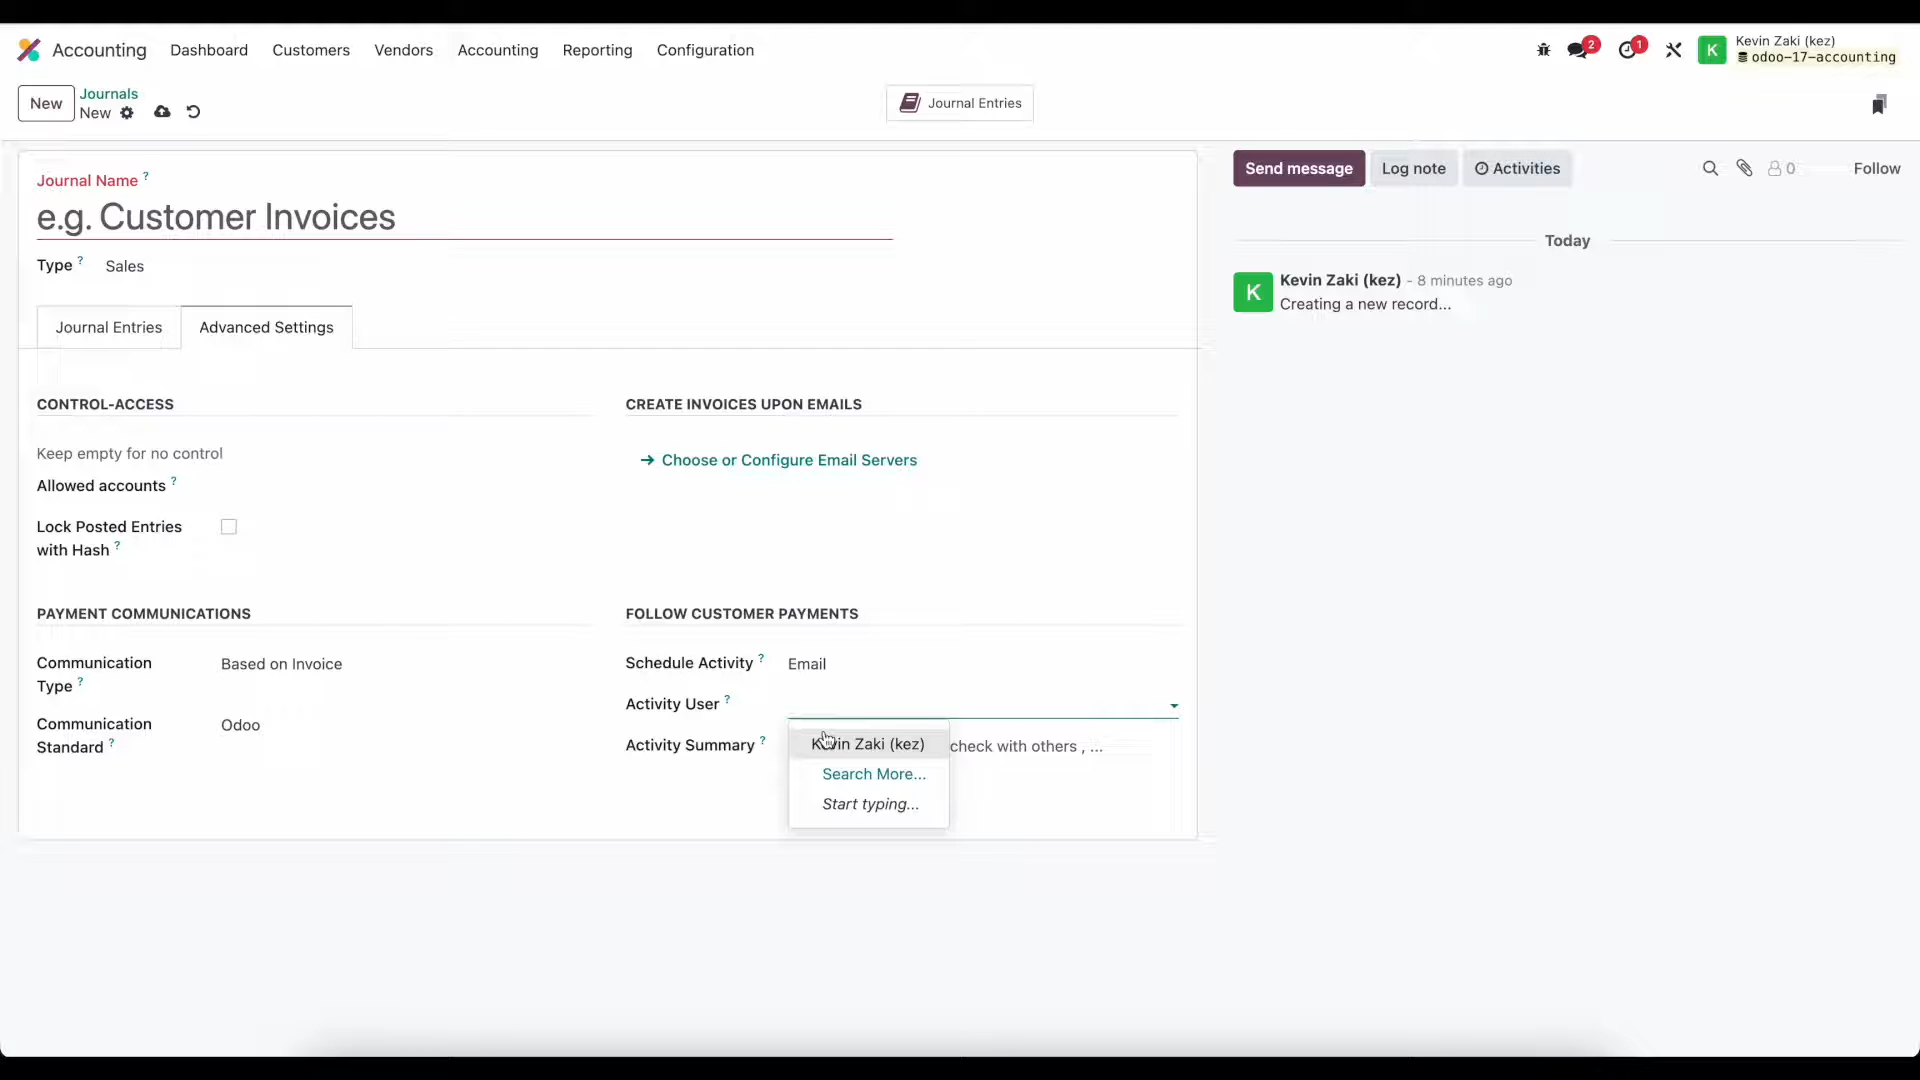 Accounting Dashboard Customers Vendors Accounting Reporting Configuration 2 1 K Kevin Zaki (kez)
odoo-17-accounting
New Journals
New
Journal Entries
Journal Name ?
e.g. Customer Invoices
Type ? Sales
Journal Entries Advanced Settings
CONTROL-ACCESS
Keep empty for no control
Allowed accounts ?
Lock Posted Entries
with Hash ?
CREATE INVOICES UPON EMAILS
→ Choose or Configure Email Servers
PAYMENT COMMUNICATIONS
Communication
Type ? Based on Invoice
Communication
Standard ? Odoo
FOLLOW CUSTOMER PAYMENTS
Schedule Activity ? Email
Activity User ?
Kevin Zaki (kez)
Search More...
Start typing...
Activity Summary ? check with others , ...
Send message Log note Activities 0 Follow
Today
K Kevin Zaki (kez) - 8 minutes ago
Creating a new record...